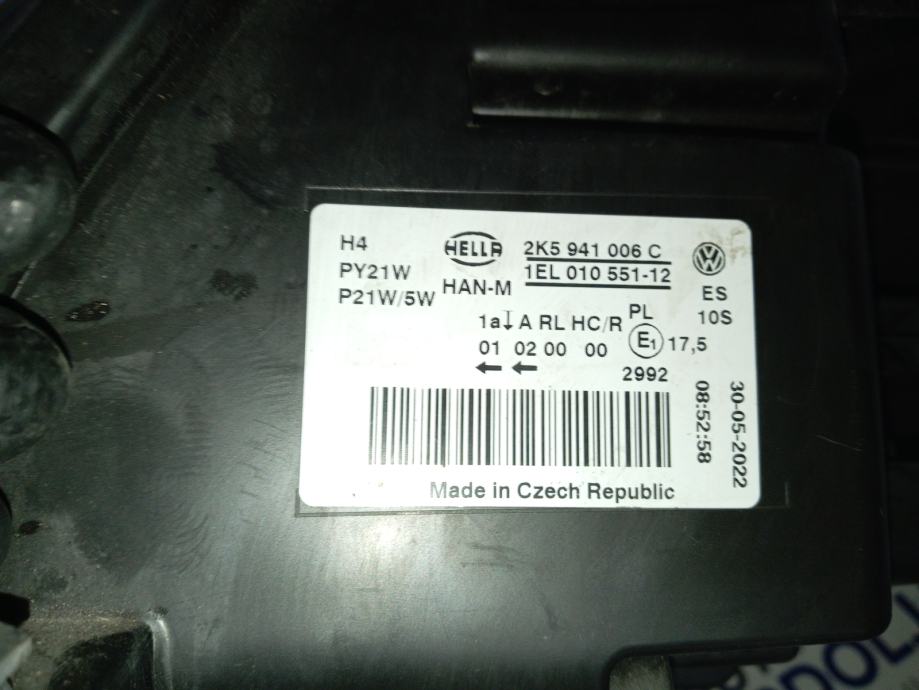 H4
PY21W
P21W/5W
HELLA
HAN-M
2K5 941 006 C
1EL 010 551-12
VW
ES
10S
1a A RL HC/R PL
01 02 00 00 E1 17,5
2992
08:52:58
30-05-2022
Made in Czech Republic